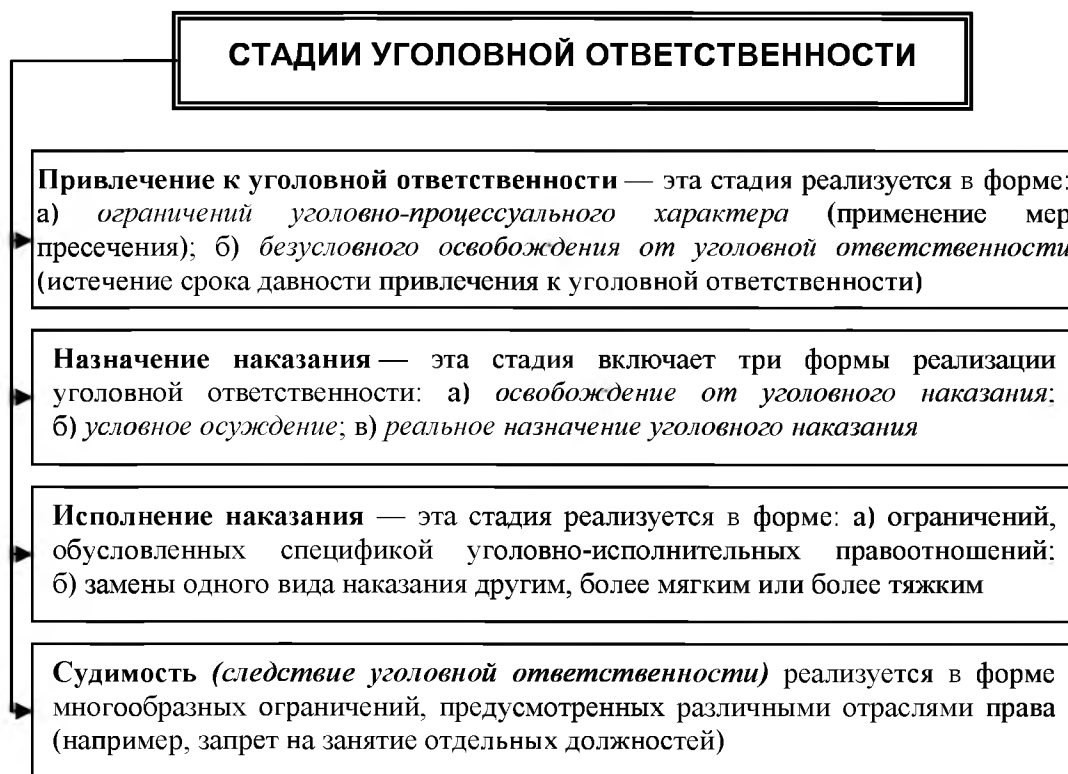 СТАДИИ УГОЛОВНОЙ ОТВЕТСТВЕННОСТИ
Привлечение к уголовной ответственности — эта стадия реализуется в форме:
а) ограничений уголовно-процессуального характера (применение мер
пресечения); б) безусловного освобождения от уголовной ответственности
(истечение срока давности привлечения к уголовной ответственности)
Назначение наказания — эта стадия включает три формы реализации
уголовной ответственности: а) освобождение от уголовного наказания;
б) условное осуждение; в) реальное назначение уголовного наказания
Исполнение наказания — эта стадия реализуется в форме: а) ограничений,
обусловленных спецификой уголовно-исполнительных правоотношений;
б) замены одного вида наказания другим, более мягким или более тяжким
Судимость (следствие уголовной ответственности) реализуется в форме
многообразных ограничений, предусмотренных различными отраслями права
(например, запрет на занятие отдельных должностей)